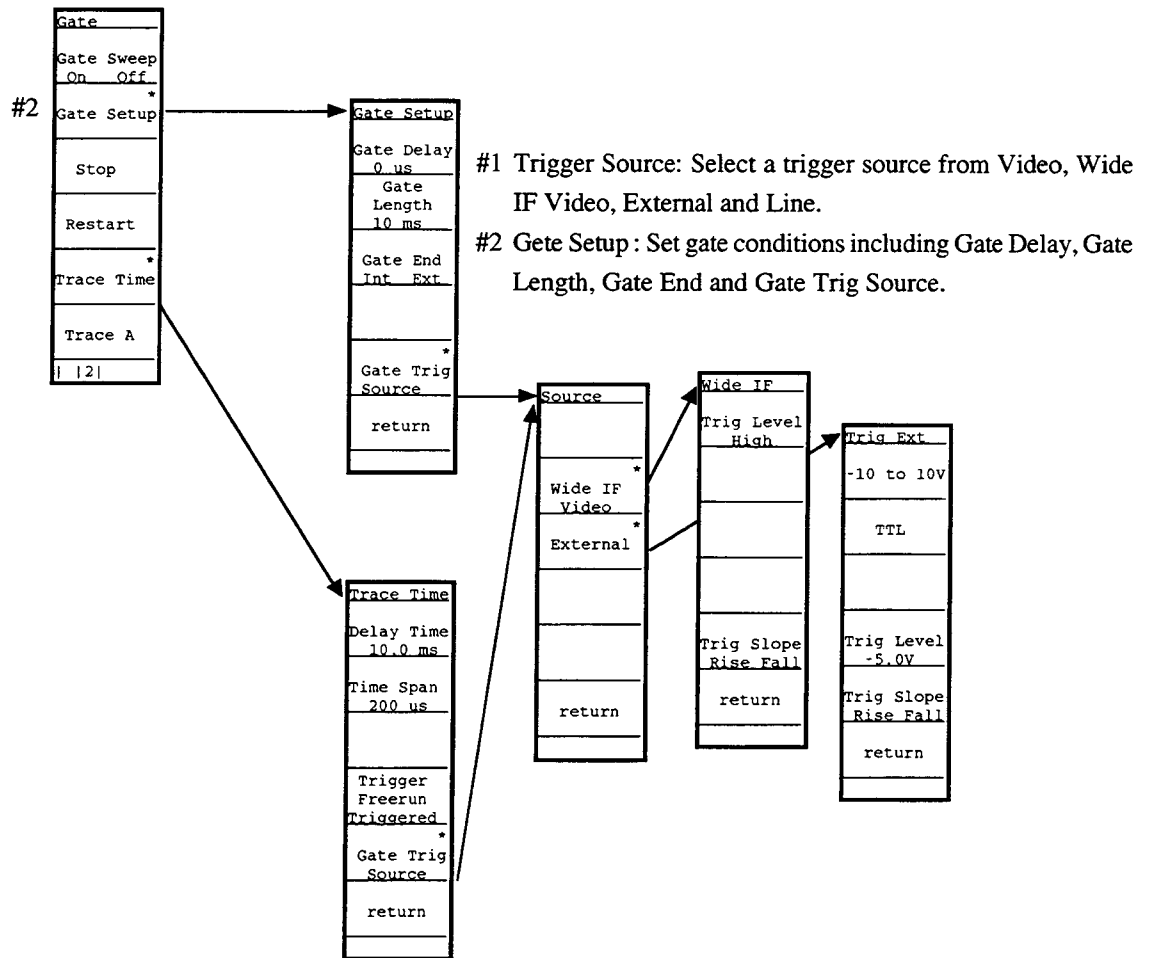 Gate
Gate Sweep
On Off
*
#2
Gate Setup
Stop
Restart
*
Trace Time
Trace A
| |2|
Gate Setup
Gate Delay
0 us
Gate
Length
10 ms
Gate End
Int Ext
*
Gate Trig
Source
return
#1 Trigger Source: Select a trigger source from Video, Wide
IF Video, External and Line.
#2 Gete Setup : Set gate conditions including Gate Delay, Gate
Length, Gate End and Gate Trig Source.
Source
*
Wide IF
Video
*
External
return
Wide IF
Trig Level
High
Trig Slope
Rise Fall
return
Trig Ext
-10 to 10V
TTL
Trig Level
-5.0V
Trig Slope
Rise Fall
return
Trace Time
Delay Time
10.0 ms
Time Span
200 us
Trigger
Freerun
Triggered
*
Gate Trig
Source
return